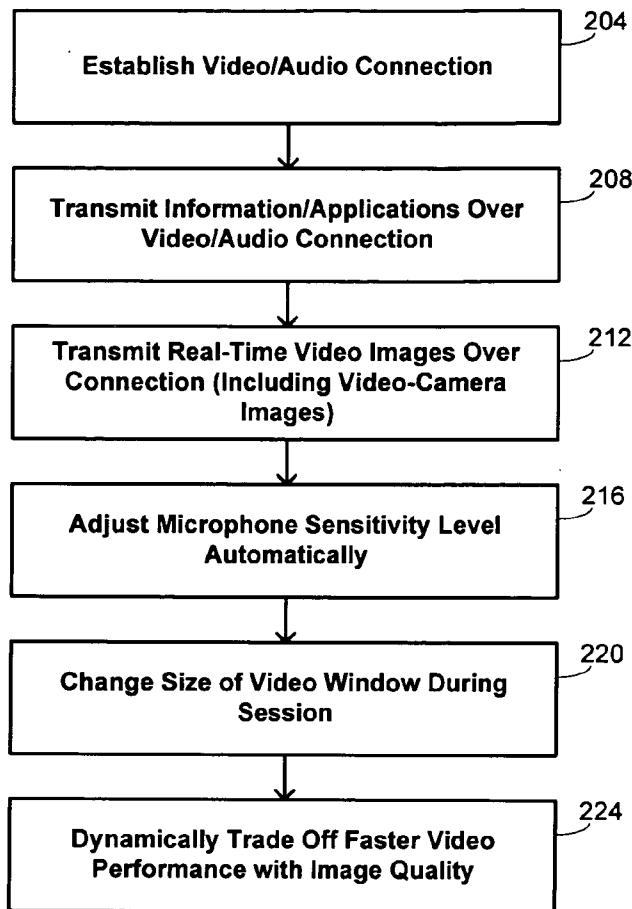 204
Establish Video/Audio Connection
208
Transmit Information/Applications Over
Video/Audio Connection
212
Transmit Real-Time Video Images Over
Connection (Including Video-Camera
Images)
216
Adjust Microphone Sensitivity Level
Automatically
220
Change Size of Video Window During
Session
224
Dynamically Trade Off Faster Video
Performance with Image Quality